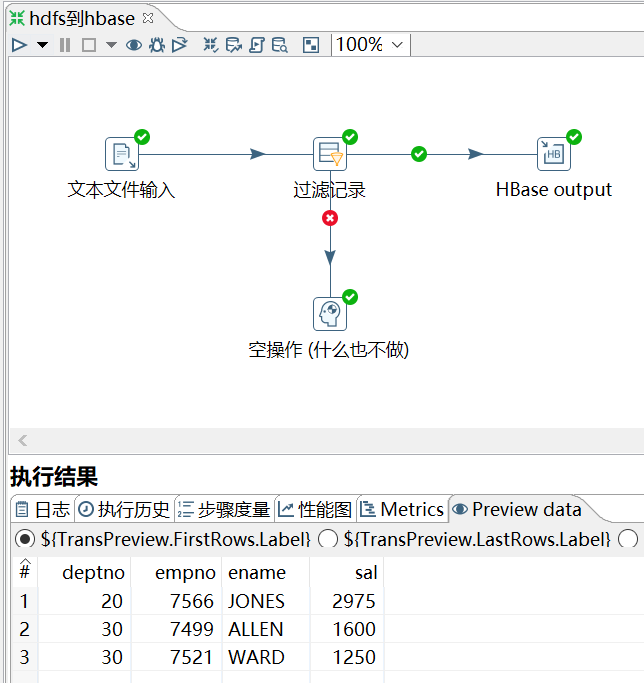 hdfs到hbase
100%
文本文件输入
过滤记录
HBase output
HB
空操作 (什么也不做)
执行结果
日志 执行历史 步骤度量 性能图 Metrics Preview data
${TransPreview.FirstRows.Label} ${TransPreview.LastRows.Label}
# deptno empno ename sal
1 20 7566 JONES 2975
2 30 7499 ALLEN 1600
3 30 7521 WARD 1250